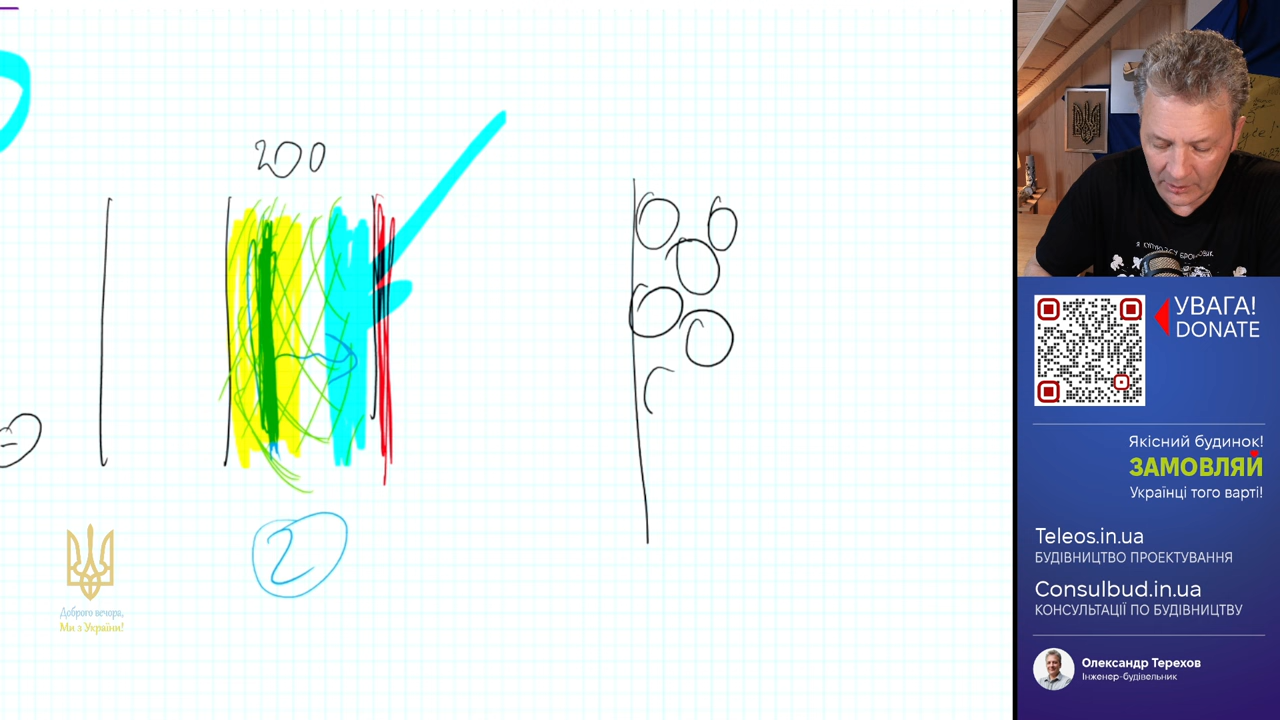 200
2
Доброго вечора,
Ми з України!
УВАГА!
DONATE
Якісний будинок!
ЗАМОВЛЯЙ
Українці того варті!
Teleos.in.ua
БУДІВНИЦТВО ПРОЕКТУВАННЯ
Consulbud.in.ua
КОНСУЛЬТАЦІЇ ПО БУДІВНИЦТВУ
Олександр Терехов
Інженер-будівельник